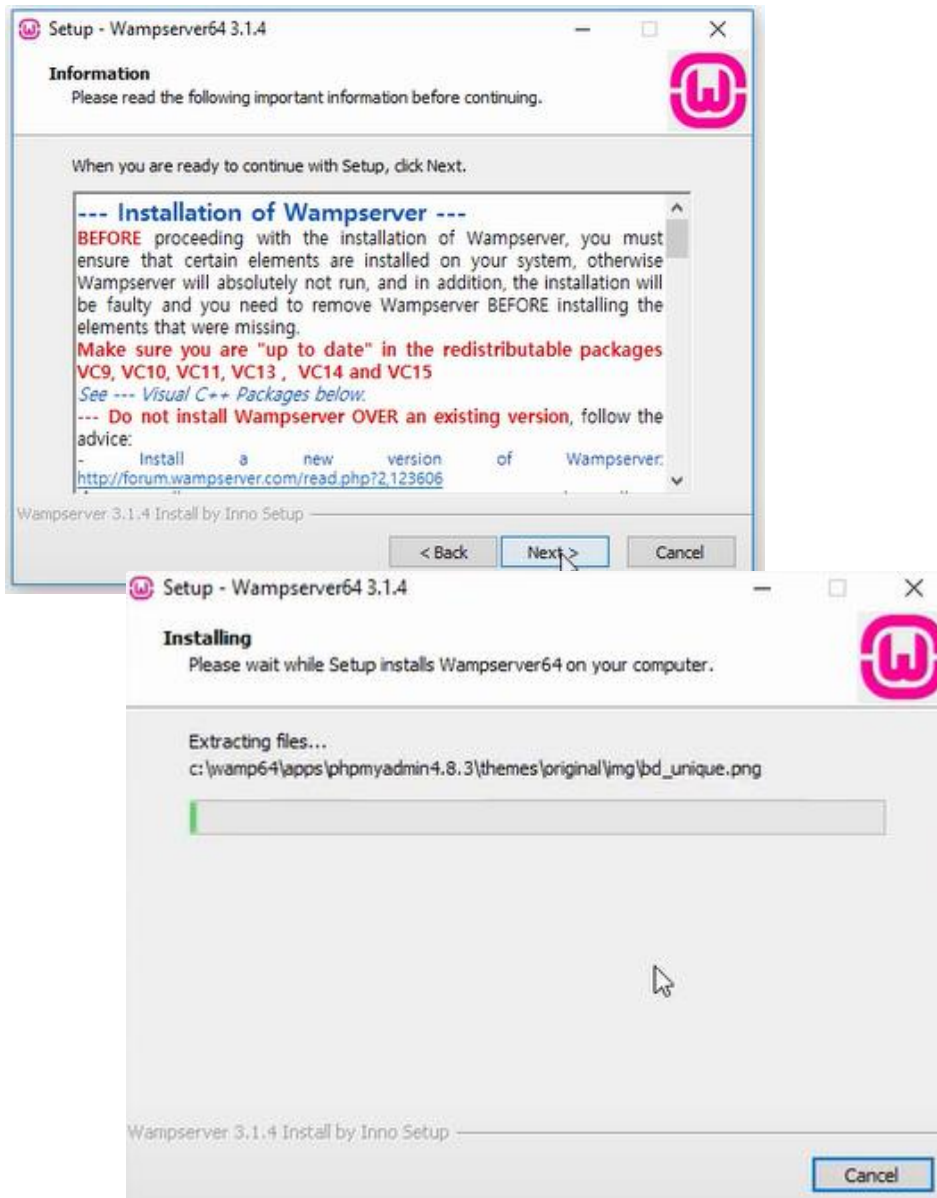 Setup - Wampserver64 3.1.4
Information
Please read the following important information before continuing.
When you are ready to continue with Setup, click Next.
--- Installation of Wampserver ---
BEFORE proceeding with the installation of Wampserver, you must
ensure that certain elements are installed on your system, otherwise
Wampserver will absolutely not run, and in addition, the installation will
be faulty and you need to remove Wampserver BEFORE installing the
elements that were missing.
Make sure you are "up to date" in the redistributable packages
VC9, VC10, VC11, VC13 , VC14 and VC15
See --- Visual C++ Packages below.
--- Do not install Wampserver OVER an existing version, follow the
advice:
- Install a new version of Wampserver:
http://forum.wampserver.com/read.php?2,123606
Wampserver 3.1.4 Install by Inno Setup
< Back Next > Cancel
Setup - Wampserver64 3.1.4
Installing
Please wait while Setup installs Wampserver64 on your computer.
Extracting files...
c:\wamp64\apps\phpmyadmin4.8.3\themes\original\img\bd_unique.png
Wampserver 3.1.4 Install by Inno Setup
Cancel